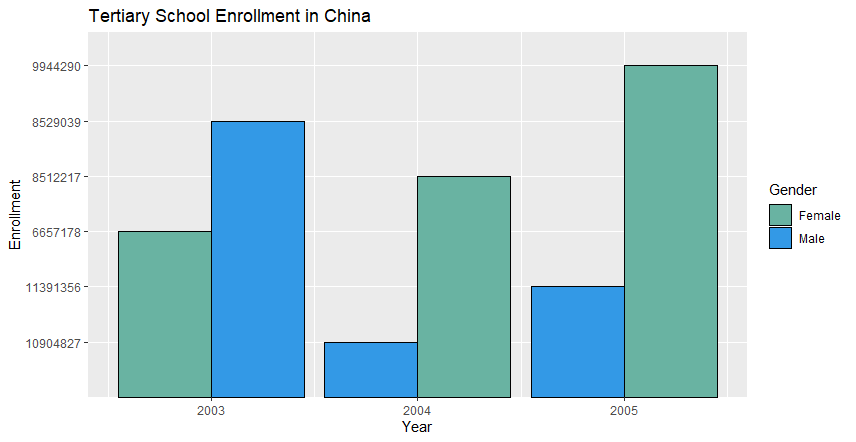 Tertiary School Enrollment in China
Enrollment
9944290
8529039
8512217
6657178
11391356
10904827
2003
2004
2005
Year
Gender
Female
Male